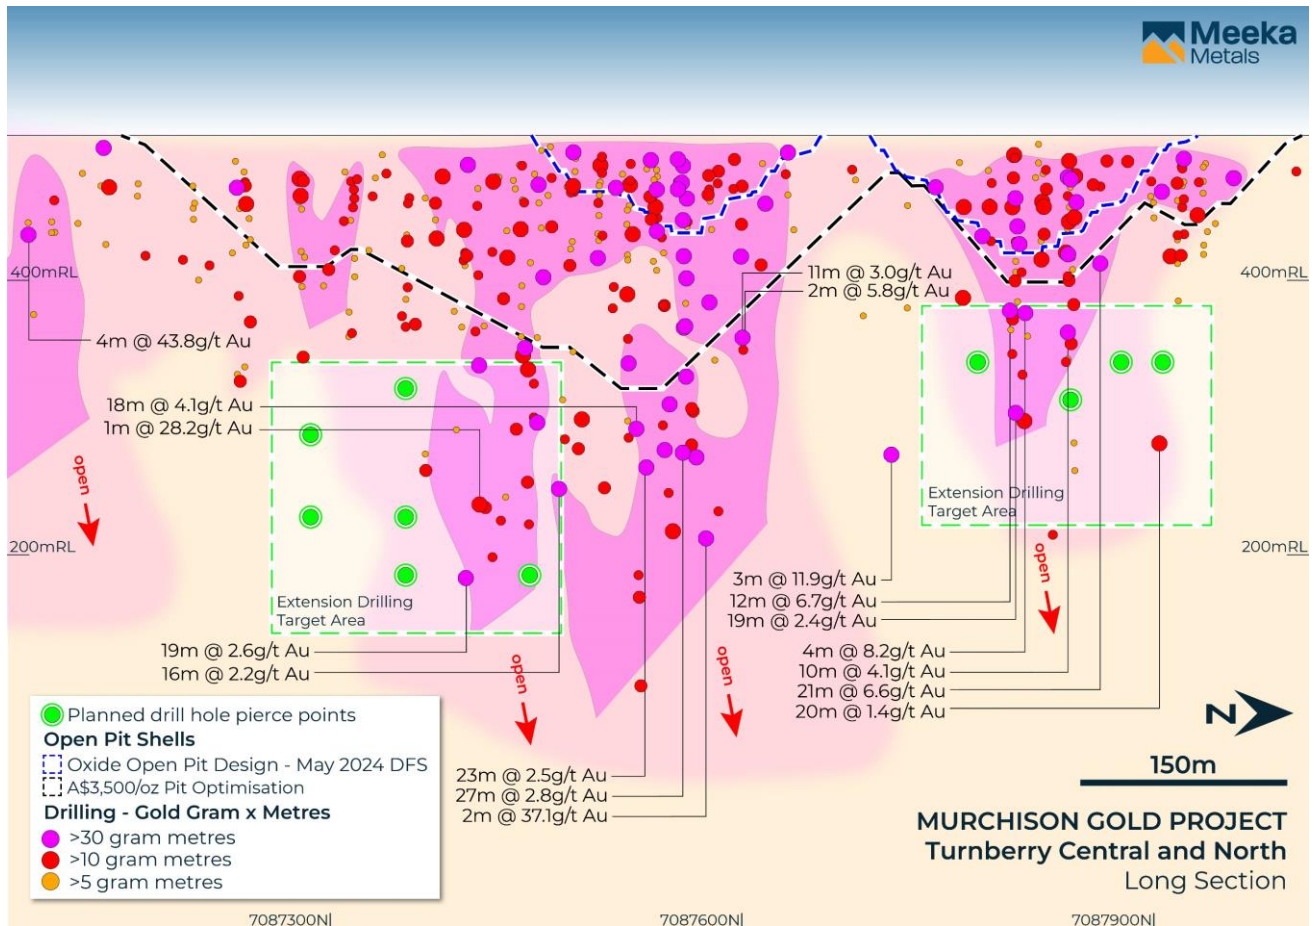 Meeka
Metals
11m @ 3.0g/t Au
2m @ 5.8g/t Au
400mRL
400mRL
4m @ 43.8g/t Au
18m @ 4.1g/t Au
1m @ 28.2g/t Au
open
Extension Drilling
Target Area
200mRL
200mRL
open
3m @ 11.9g/t Au
12m @ 6.7g/t Au
19m @ 2.4g/t Au
Extension Drilling
Target Area
19m @ 2.6g/t Au
16m @ 2.2g/t Au
open
open
4m @ 8.2g/t Au
10m @ 4.1g/t Au
21m @ 6.6g/t Au
20m @ 1.4g/t Au
N
Planned drill hole pierce points
Open Pit Shells
Oxide Open Pit Design - May 2024 DFS
A$3,500/oz Pit Optimisation
Drilling - Gold Gram x Metres
>30 gram metres
>10 gram metres
>5 gram metres
23m @ 2.5g/t Au
27m @ 2.8g/t Au
2m @ 37.1g/t Au
150m
MURCHISON GOLD PROJECT
Turnberry Central and North
Long Section
7087300N
7087600N
7087900N